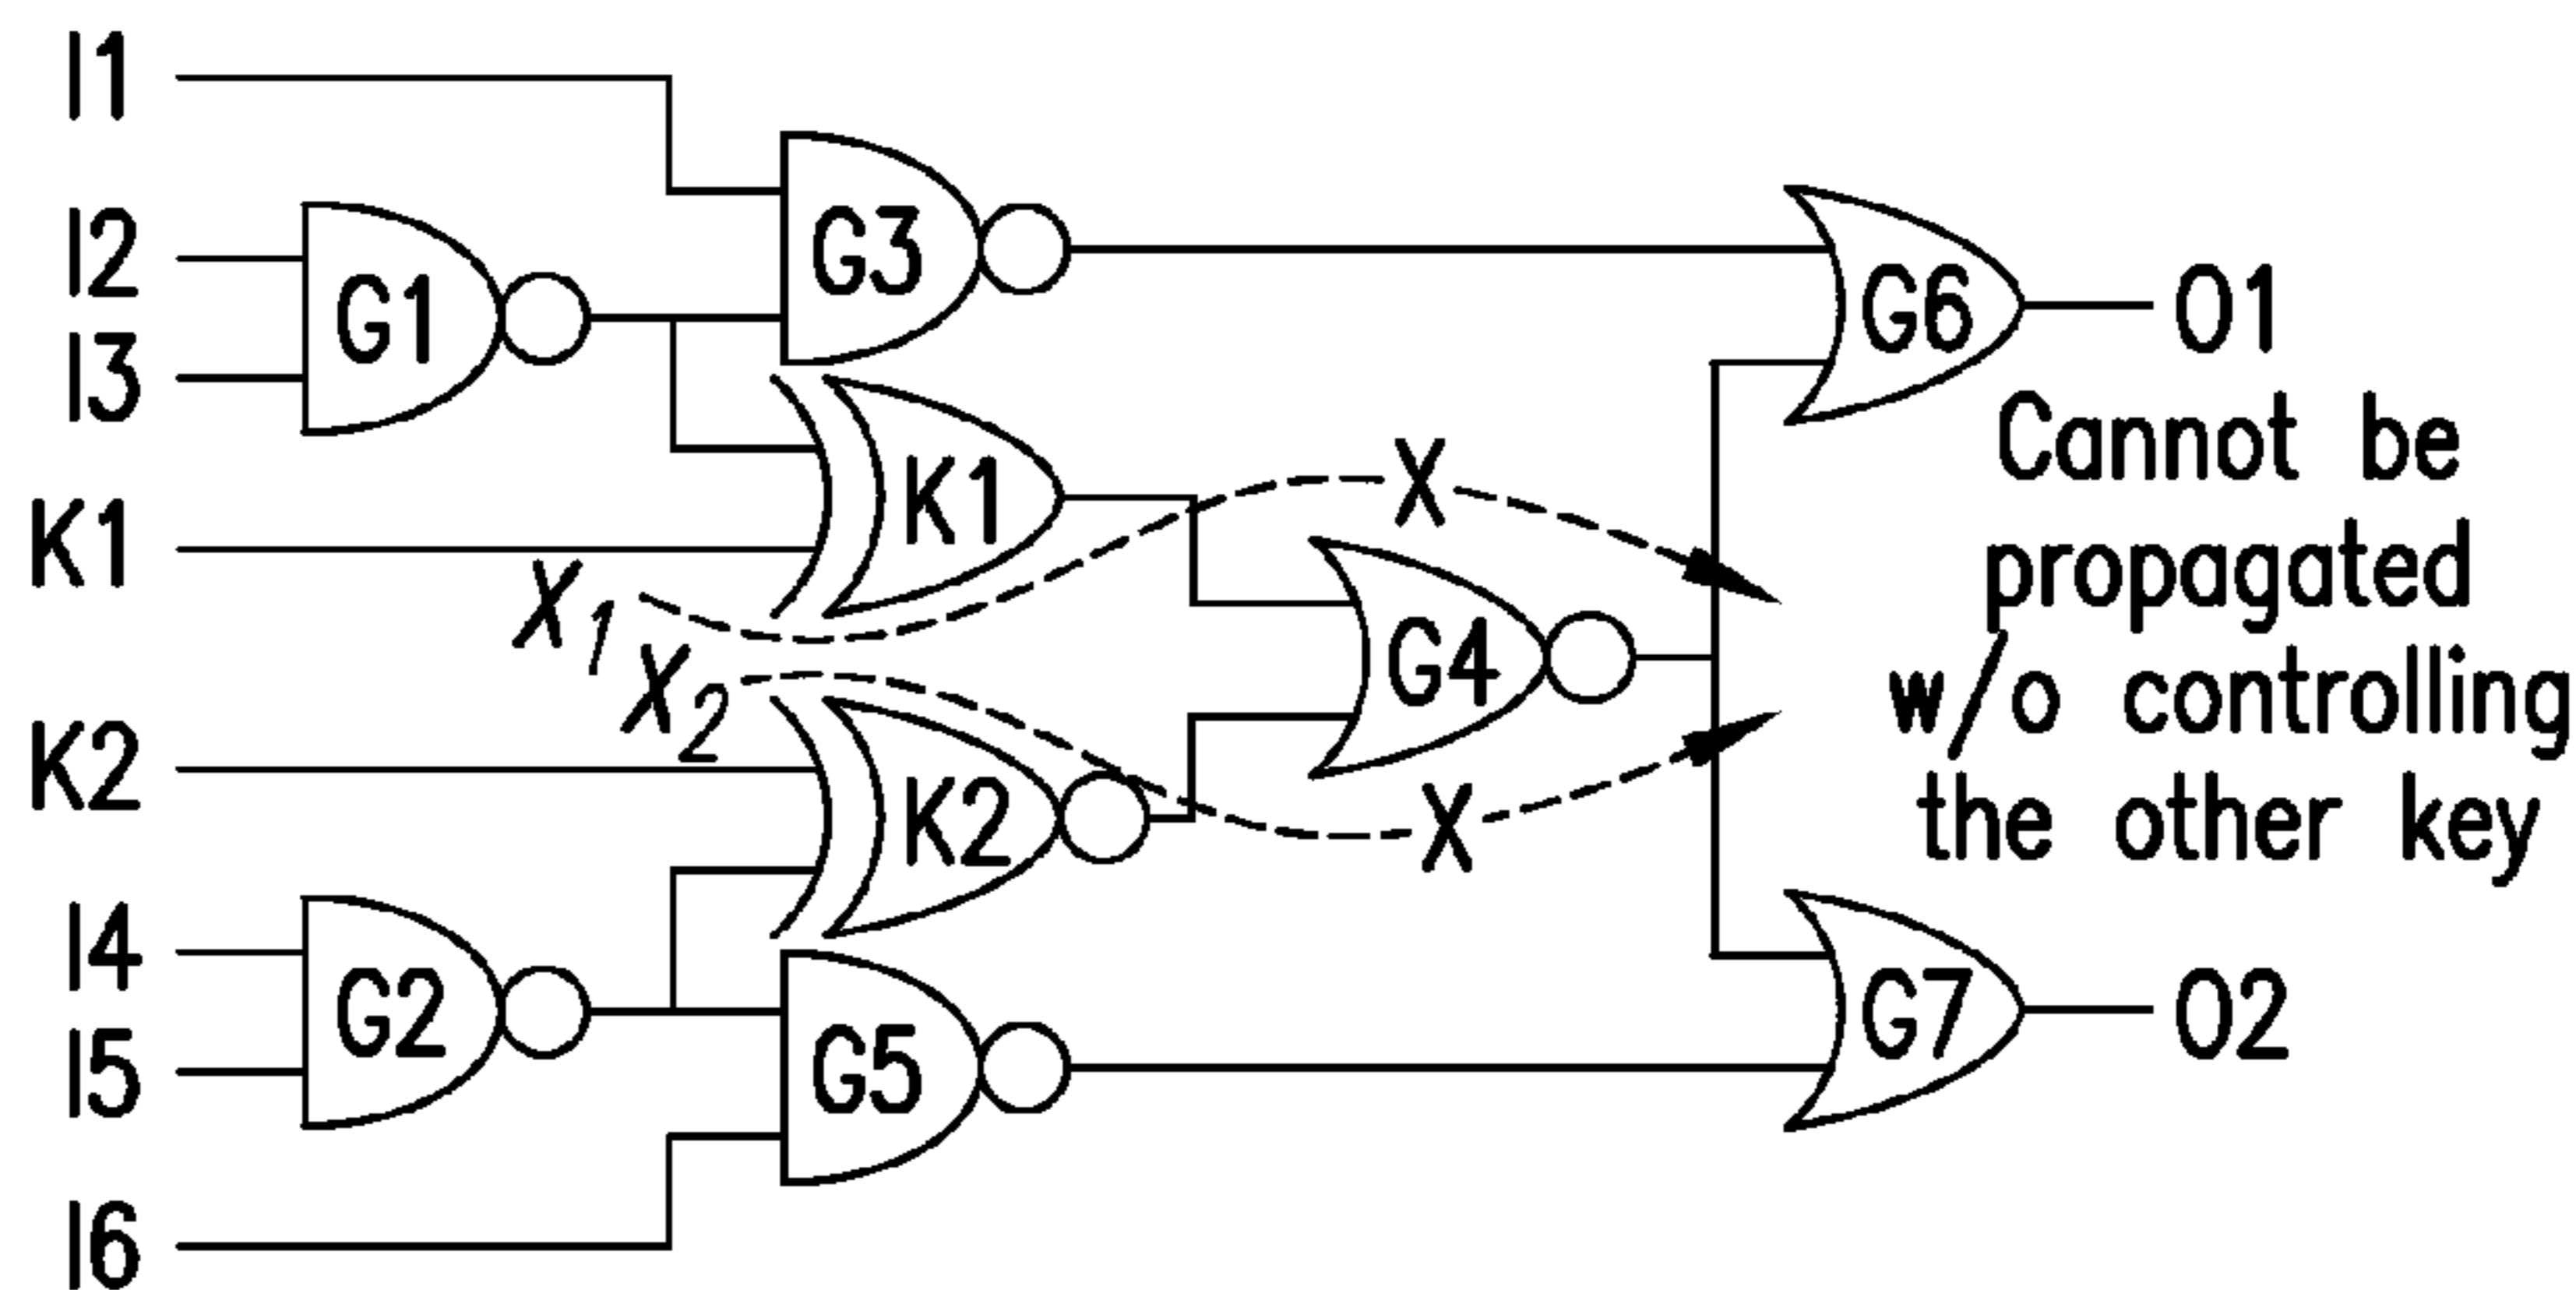 I1
I2
I3
K1
K2
I4
I5
I6
G1
G2
G3
K1
K2
G5
X1
X2
X
X
G4
G6
G7
O1
Cannot be
propagated
w/o controlling
the other key
O2